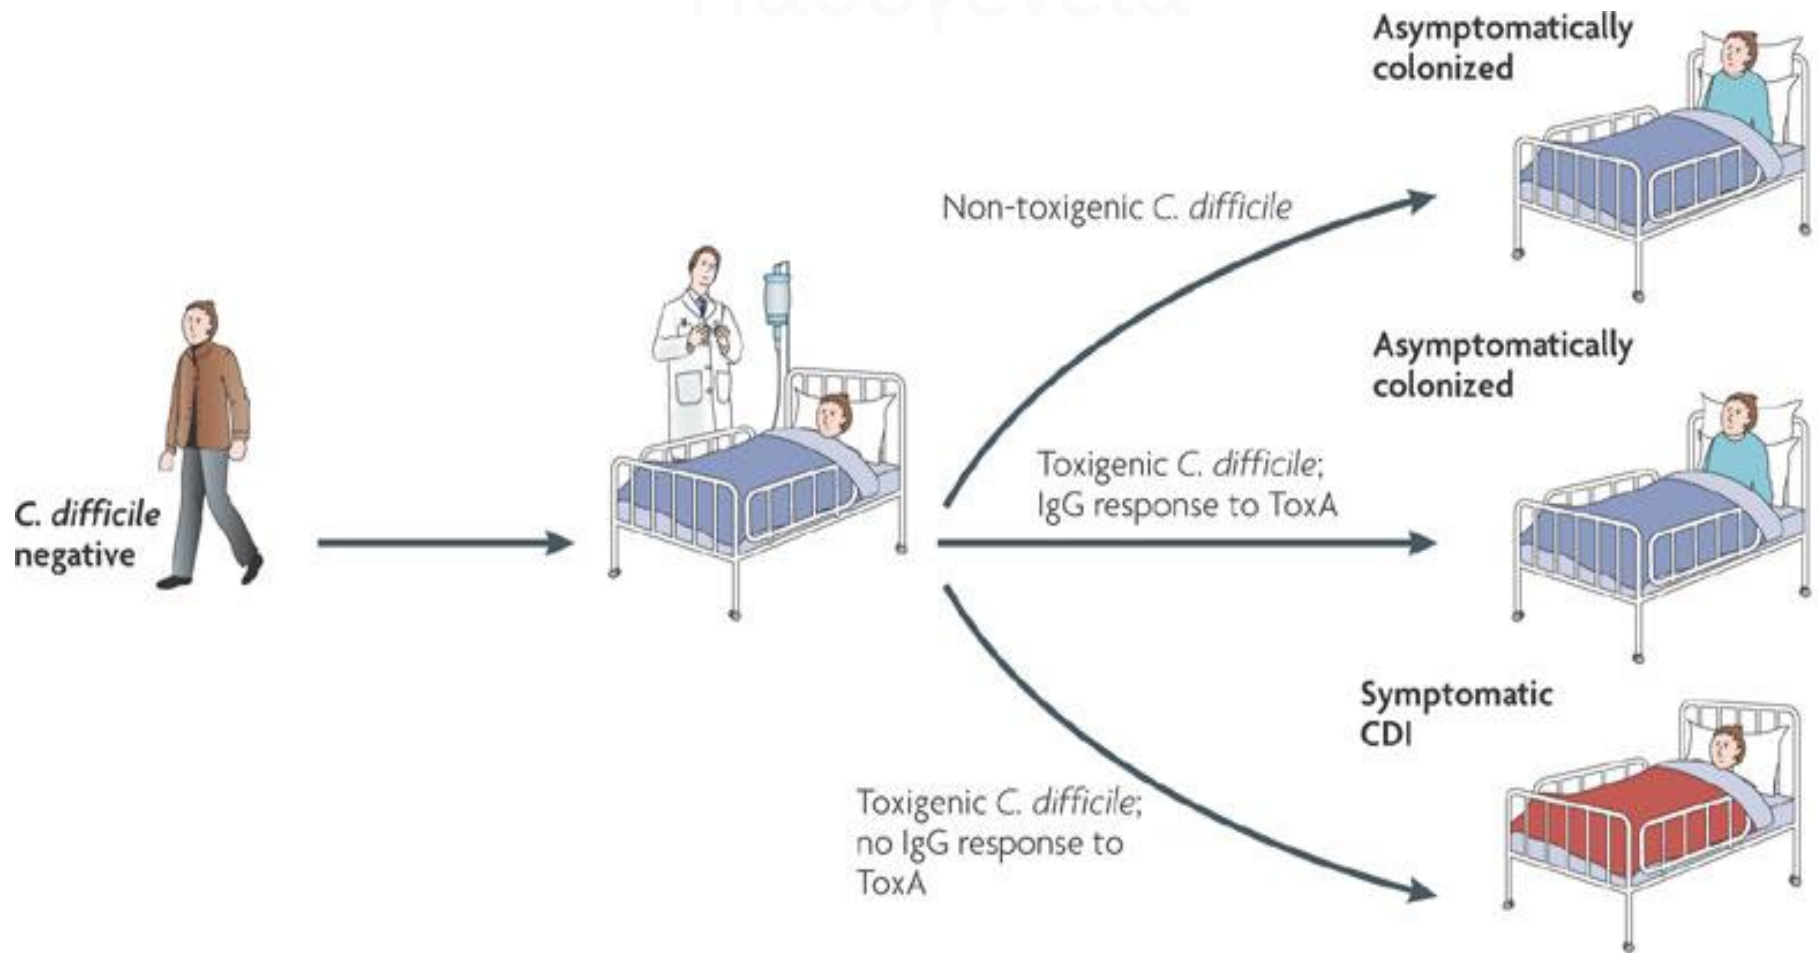 Παθογένεια
Asymptomatically
colonized
Non-toxigenic C. difficile
Asymptomatically
colonized
Toxigenic C. difficile;
IgG response to ToxA
C. difficile
negative
Symptomatic
CDI
Toxigenic C. difficile;
no IgG response to
ToxA